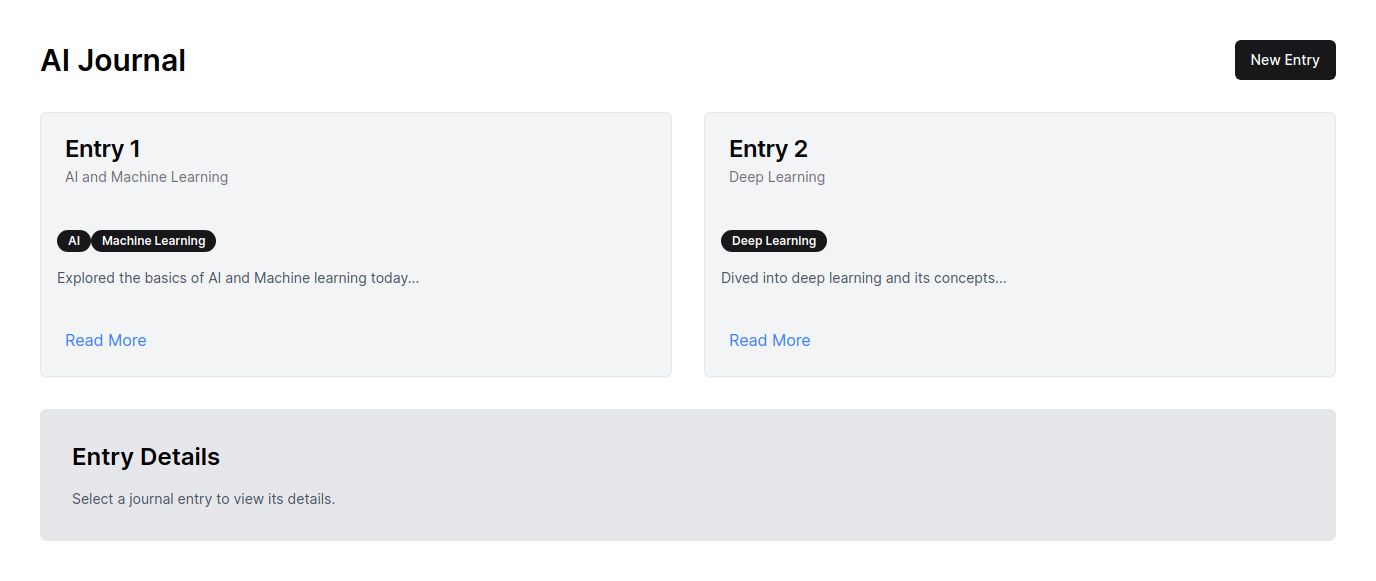 AI Journal
New Entry
Entry 1
AI and Machine Learning
AI Machine Learning
Explored the basics of AI and Machine learning today...
Read More
Entry 2
Deep Learning
Deep Learning
Dived into deep learning and its concepts...
Read More
Entry Details
Select a journal entry to view its details.